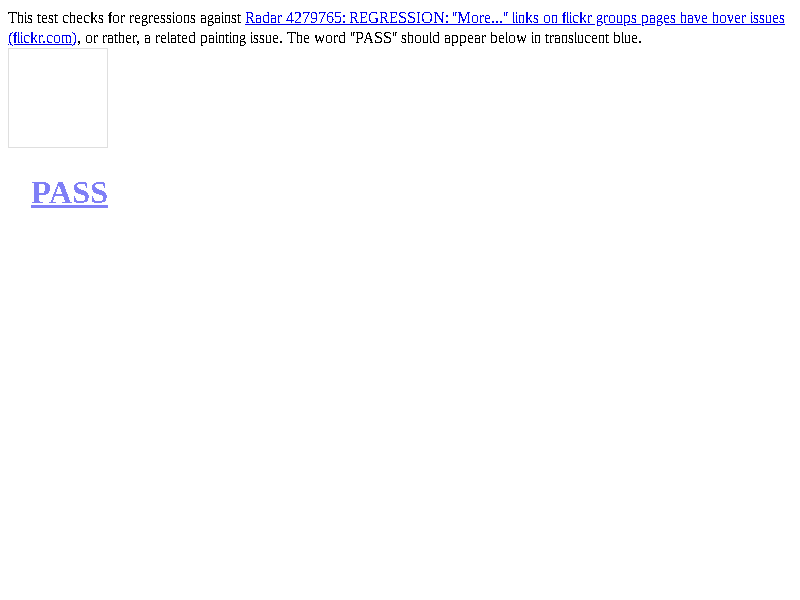 This test checks for regressions against Radar 4279765: REGRESSION: "More..." links on flickr groups pages have hover issues
(flickr.com), or rather, a related painting issue. The word "PASS" should appear below in translucent blue.
PASS